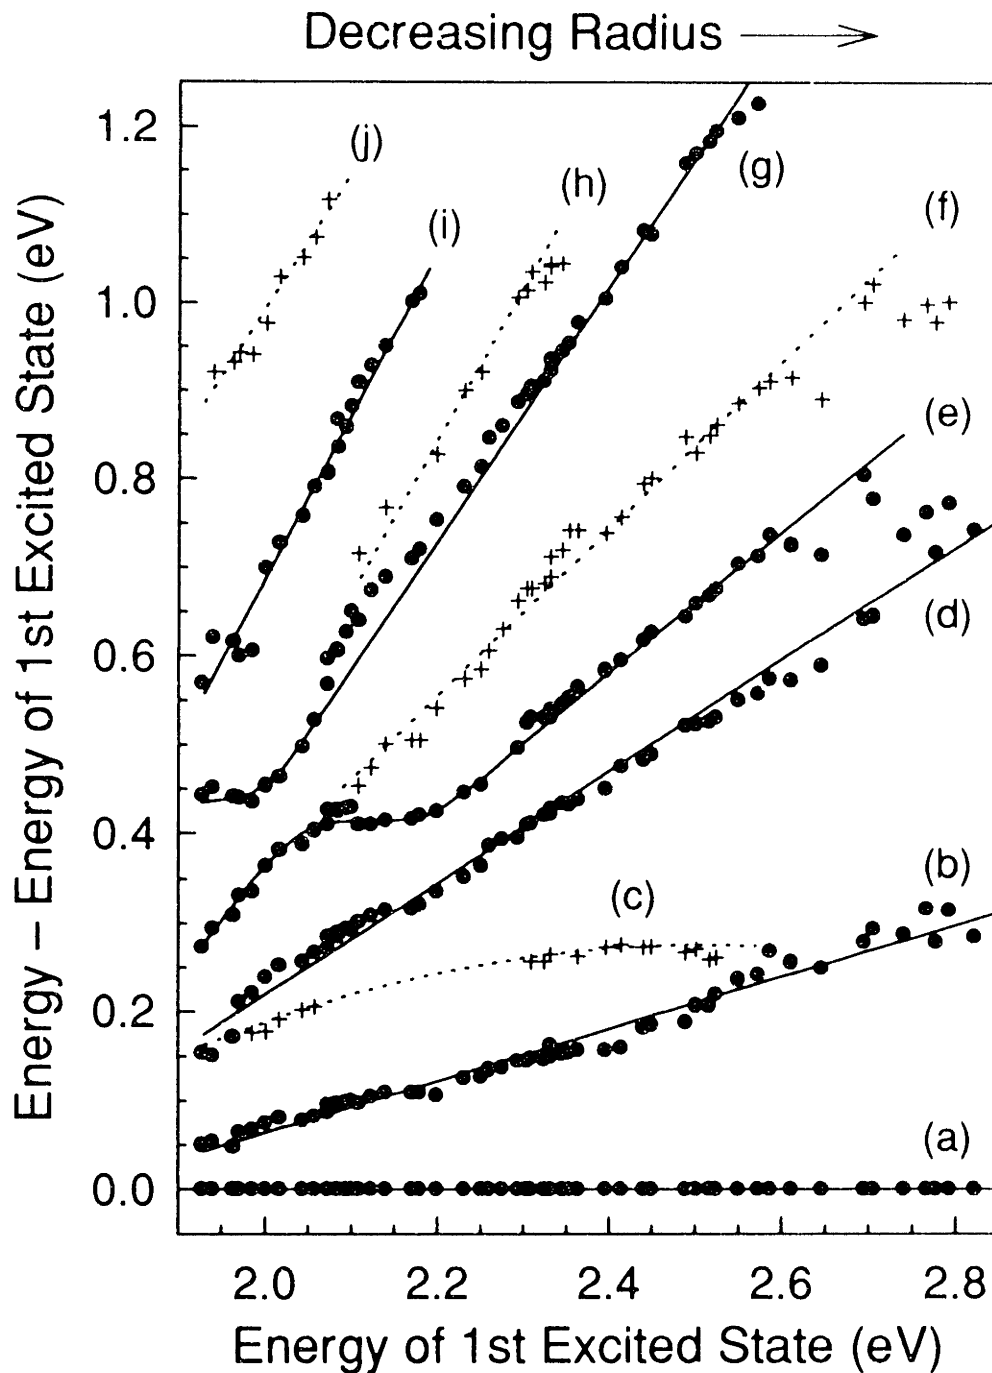 Decreasing Radius
1.2
1.0
0.8
0.6
0.4
0.2
0.0
Energy – Energy of 1st Excited State (eV)
(j)
(i)
(h)
(g)
(f)
(e)
(d)
(c)
(b)
(a)
2.0 2.2 2.4 2.6 2.8
Energy of 1st Excited State (eV)